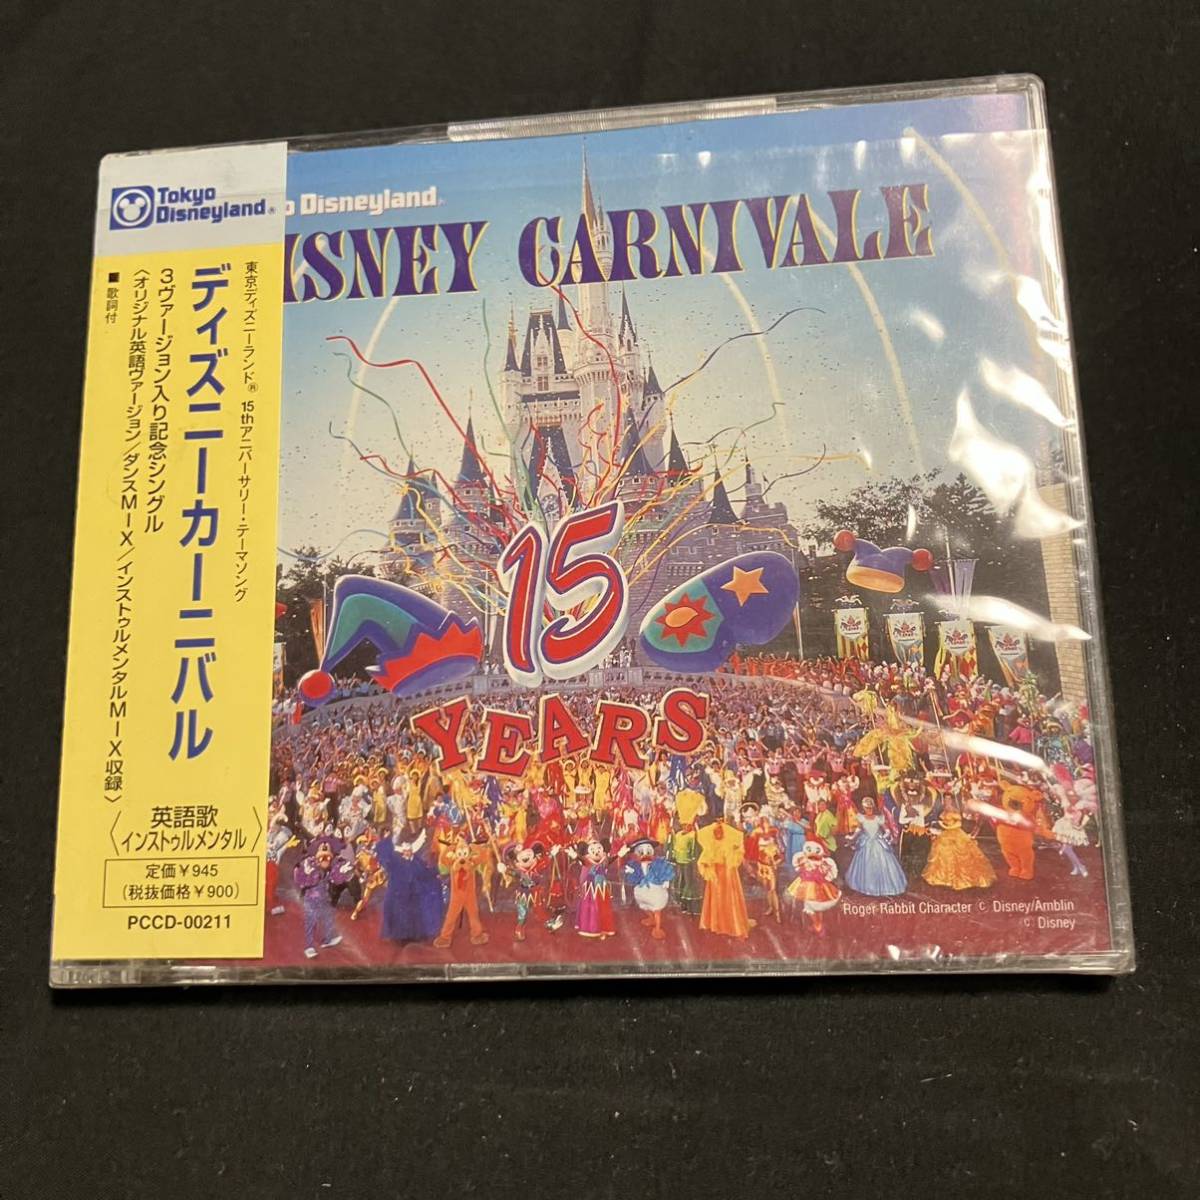 Tokyo
Disneyland®
東京ディズニーランド® 15thアニバーサリー・テーマソング
ディズニーカーニバル
3ヴァージョン入り記念シングル
〈オリジナル英語ヴァージョン/ダンスMIX/インストゥルメンタルMIX収録〉
■歌詞付
〈英語歌
インストゥルメンタル〉
定価¥945
(税抜価格¥900)
PCCD-00211
o Disneyland
ISNEY CARNIVALE
15
YEARS
Roger Rabbit Character © Disney/Amblin
© Disney